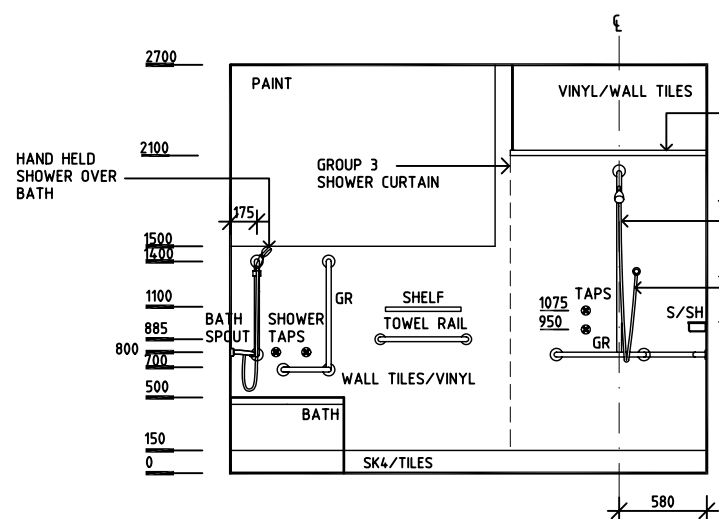 ℄
2700
PAINT
VINYL/WALL TILES
2100
HAND HELD
SHOWER OVER
BATH
GROUP 3
SHOWER CURTAIN
175
1500
1400
1100
885
800
700
500
150
0
BATH
SPOUT
SHOWER
TAPS
GR
SHELF
TOWEL RAIL
WALL TILES/VINYL
BATH
SK4/TILES
TAPS
1075
950
GR
S/SH
580